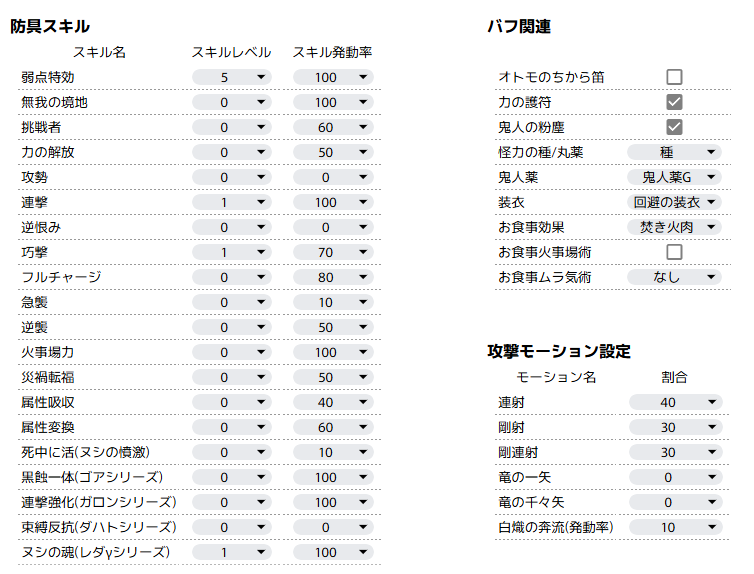 防具スキル
スキル名 スキルレベル スキル発動率
弱点特効 5 100
無我の境地 0 100
挑戦者 0 60
力の解放 0 50
攻勢 0 0
連撃 1 100
逆恨み 0 0
巧撃 1 70
フルチャージ 0 80
急襲 0 10
逆襲 0 50
火事場力 0 100
災禍転福 0 50
属性吸収 0 40
属性変換 0 60
死中に活(ヌシの憤激) 0 10
黒蝕一体(ゴアシリーズ) 0 100
連撃強化(ガロンシリーズ) 0 100
束縛反抗(ダハトシリーズ) 0 0
ヌシの魂(レダγシリーズ) 1 100
バフ関連
オトモのちから笛
力の護符
鬼人の粉塵
怪力の種/丸薬 種
鬼人薬 鬼人薬G
装衣 回避の装衣
お食事効果 焚き火肉
お食事火事場術
お食事ムラ気術 なし
攻撃モーション設定
モーション名 割合
連射 40
剛射 30
剛連射 30
竜の一矢 0
竜の千々矢 0
白熾の奔流(発動率) 10